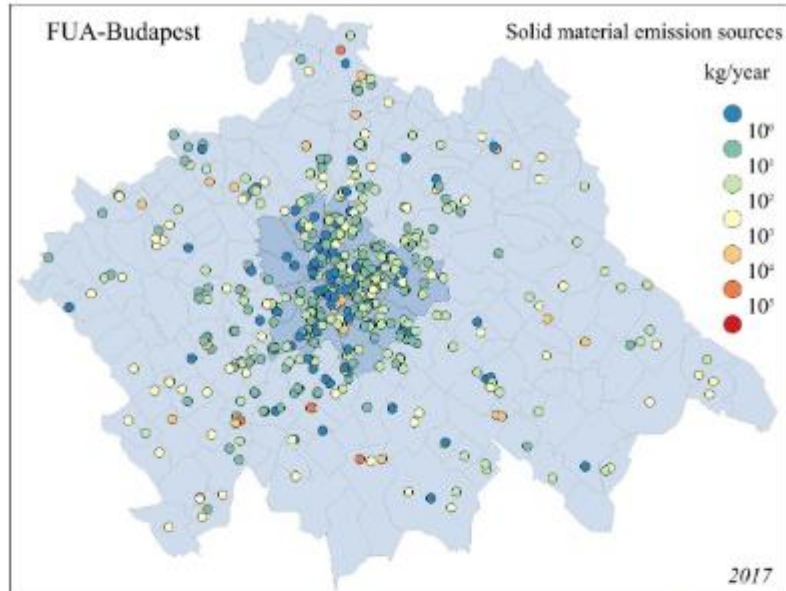 FUA-Budapest
Solid material emission sources
kg/year
10⁰
10¹
10²
10³
10⁴
10⁵
2017